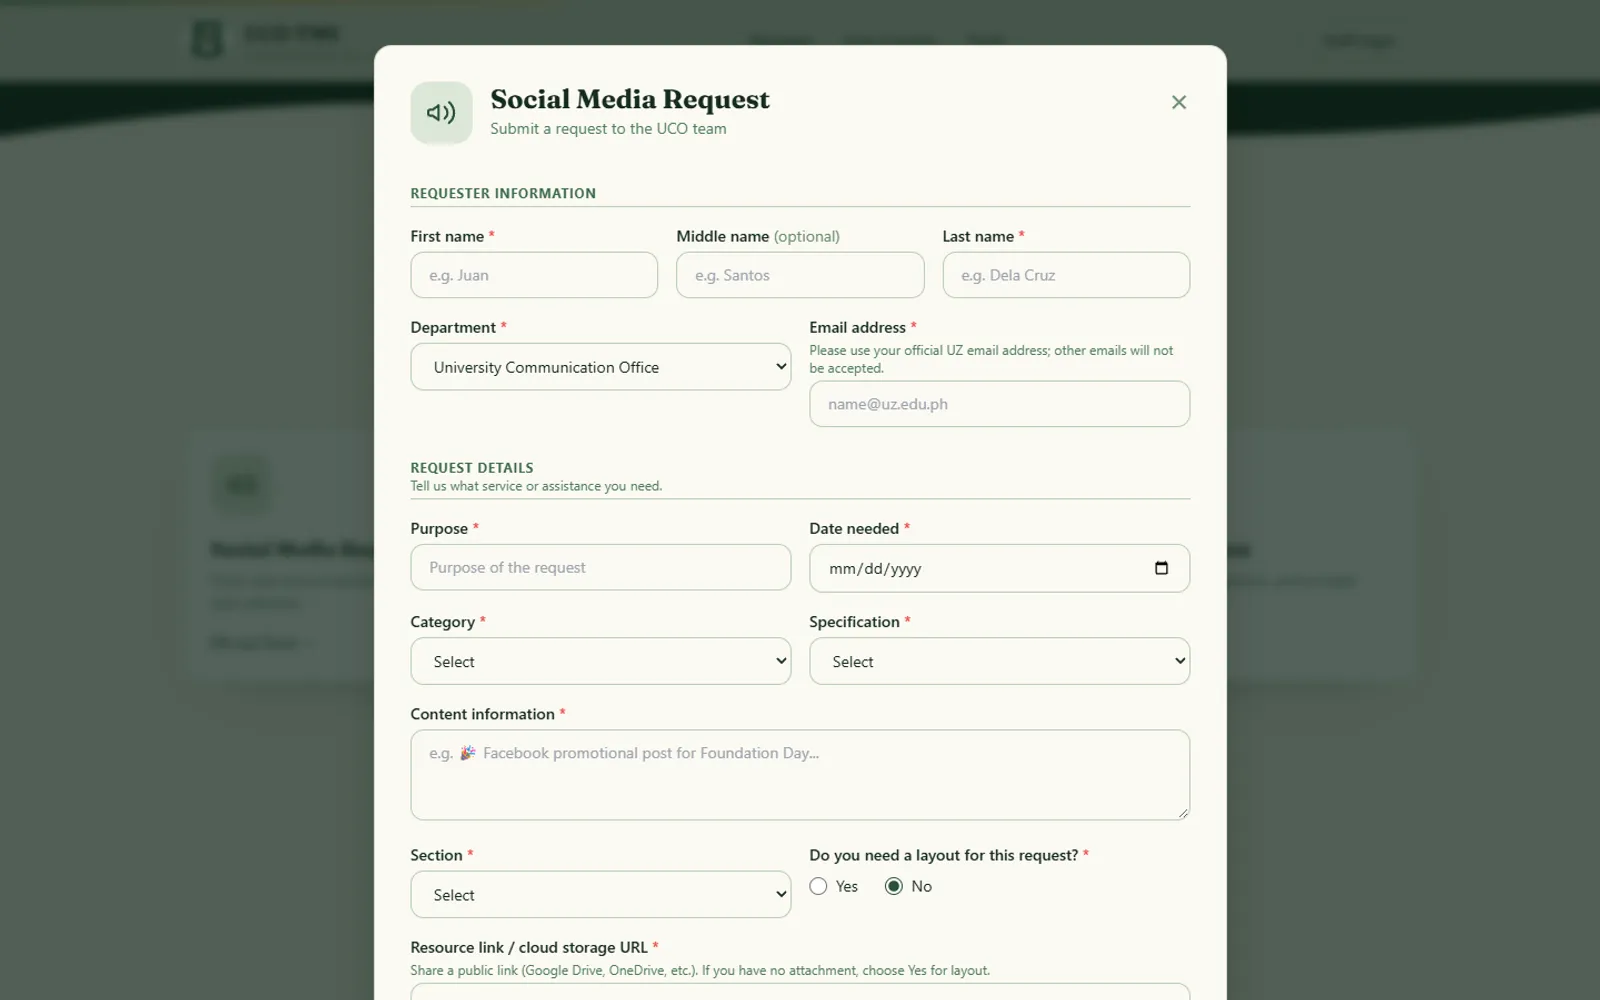 Social Media Request
Submit a request to the UCO team
REQUESTER INFORMATION
First name *
Middle name (optional)
Last name *
e.g. Juan
e.g. Santos
e.g. Dela Cruz
Department *
Email address *
Please use your official UZ email address; other emails will not
be accepted.
University Communication Office
name@uz.edu.ph
REQUEST DETAILS
Tell us what service or assistance you need.
Purpose *
Date needed *
Purpose of the request
mm/dd/yyyy
Category *
Specification *
Select
Select
Content information *
e.g. 🎉 Facebook promotional post for Foundation Day...
Section *
Do you need a layout for this request? *
Select
Yes
No
Resource link / cloud storage URL *
Share a public link (Google Drive, OneDrive, etc.). If you have no attachment, choose Yes for layout.